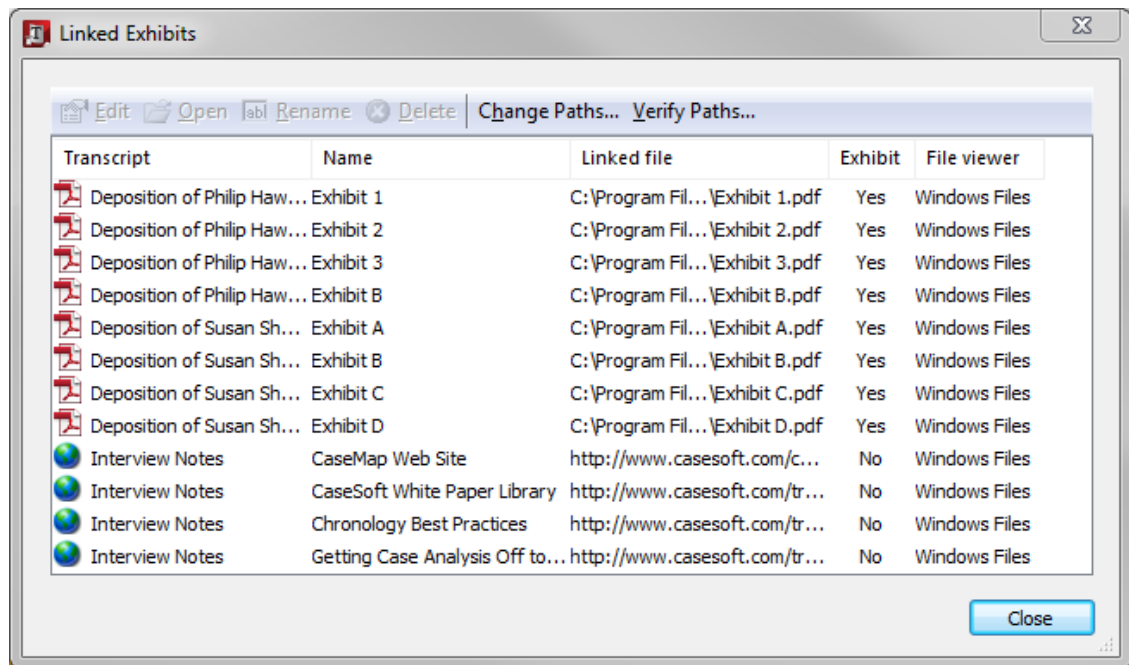 Linked Exhibits
Edit Open Rename Delete Change Paths... Verify Paths...
Transcript Name Linked file Exhibit File viewer
Deposition of Philip Haw... Exhibit 1 C:\Program Fil...\Exhibit 1.pdf Yes Windows Files
Deposition of Philip Haw... Exhibit 2 C:\Program Fil...\Exhibit 2.pdf Yes Windows Files
Deposition of Philip Haw... Exhibit 3 C:\Program Fil...\Exhibit 3.pdf Yes Windows Files
Deposition of Philip Haw... Exhibit B C:\Program Fil...\Exhibit B.pdf Yes Windows Files
Deposition of Susan Sh... Exhibit A C:\Program Fil...\Exhibit A.pdf Yes Windows Files
Deposition of Susan Sh... Exhibit B C:\Program Fil...\Exhibit B.pdf Yes Windows Files
Deposition of Susan Sh... Exhibit C C:\Program Fil...\Exhibit C.pdf Yes Windows Files
Deposition of Susan Sh... Exhibit D C:\Program Fil...\Exhibit D.pdf Yes Windows Files
Interview Notes CaseMap Web Site http://www.casesoft.com/c... No Windows Files
Interview Notes CaseSoft White Paper Library http://www.casesoft.com/tr... No Windows Files
Interview Notes Chronology Best Practices http://www.casesoft.com/tr... No Windows Files
Interview Notes Getting Case Analysis Off to... http://www.casesoft.com/tr... No Windows Files
Close